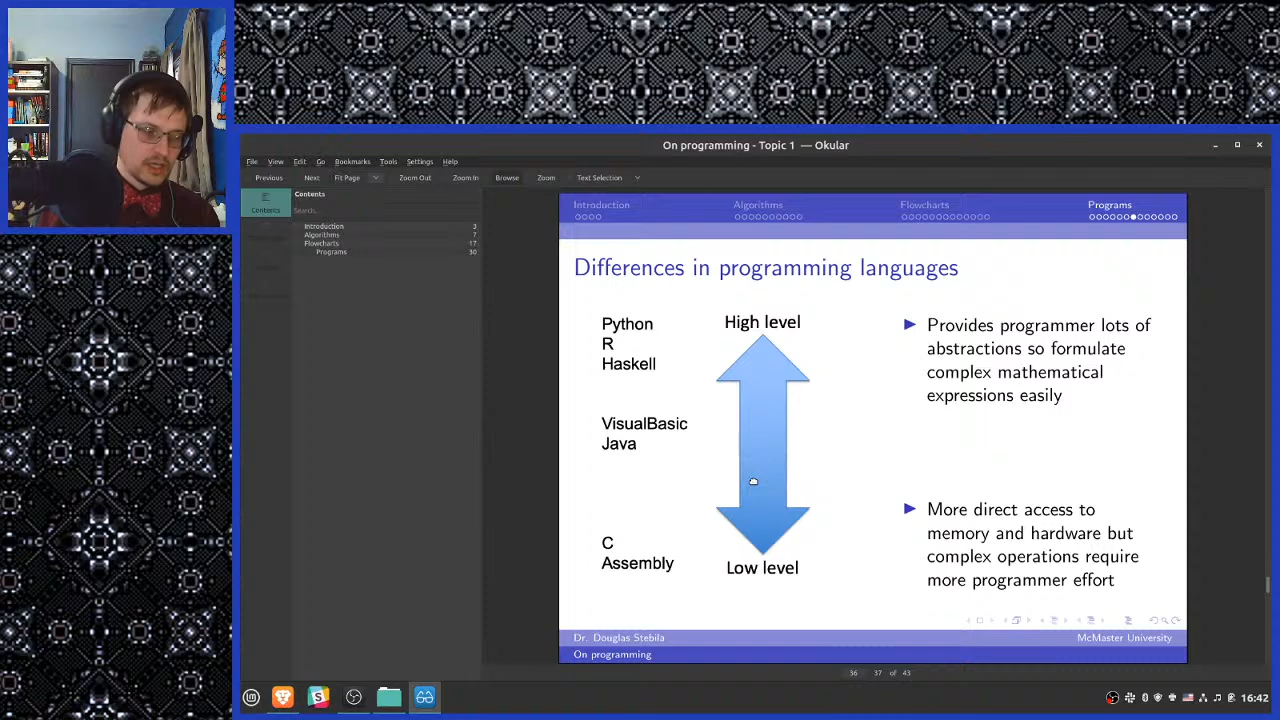 On programming - Topic 1 — Okular
File Edit View Go Bookmarks Tools Settings Help
Previous Next Fit Page Zoom Out Zoom In Browse Zoom Text Selection
Contents
Contents
Search...
Introduction 3
Algorithms 7
Flowcharts 17
Programs 30
Introduction Algorithms Flowcharts Programs
Differences in programming languages
Python
R
Haskell
VisualBasic
Java
C
Assembly
High level
Low level
Provides programmer lots of
abstractions so formulate
complex mathematical
expressions easily
More direct access to
memory and hardware but
complex operations require
more programmer effort
Dr. Douglas Stebila McMaster University
On programming
36 37 of 43
16:42